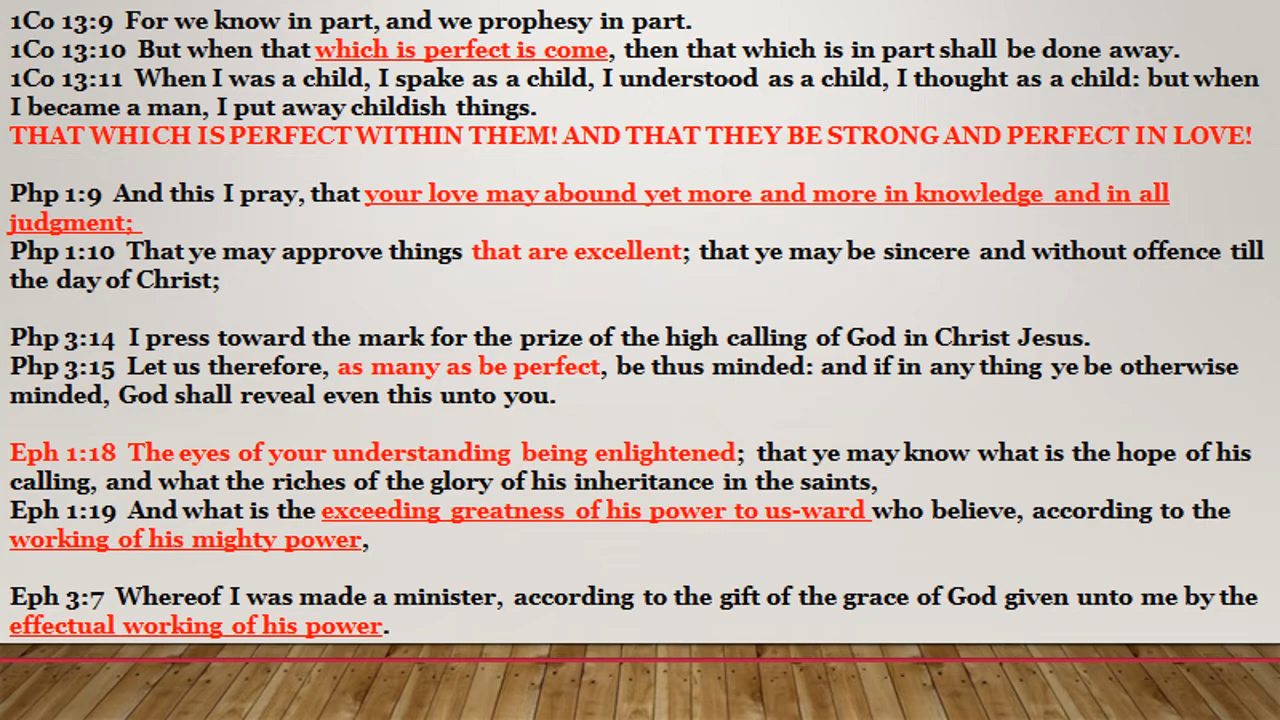 1Co 13:9 For we know in part, and we prophesy in part.
1Co 13:10 But when that which is perfect is come, then that which is in part shall be done away.
1Co 13:11 When I was a child, I spake as a child, I understood as a child, I thought as a child: but when
I became a man, I put away childish things.
THAT WHICH IS PERFECT WITHIN THEM! AND THAT THEY BE STRONG AND PERFECT IN LOVE!
Php 1:9 And this I pray, that your love may abound yet more and more in knowledge and in all
judgment;
Php 1:10 That ye may approve things that are excellent; that ye may be sincere and without offence till
the day of Christ;
Php 3:14 I press toward the mark for the prize of the high calling of God in Christ Jesus.
Php 3:15 Let us therefore, as many as be perfect, be thus minded: and if in any thing ye be otherwise
minded, God shall reveal even this unto you.
Eph 1:18 The eyes of your understanding being enlightened; that ye may know what is the hope of his
calling, and what the riches of the glory of his inheritance in the saints,
Eph 1:19 And what is the exceeding greatness of his power to us-ward who believe, according to the
working of his mighty power,
Eph 3:7 Whereof I was made a minister, according to the gift of the grace of God given unto me by the
effectual working of his power.